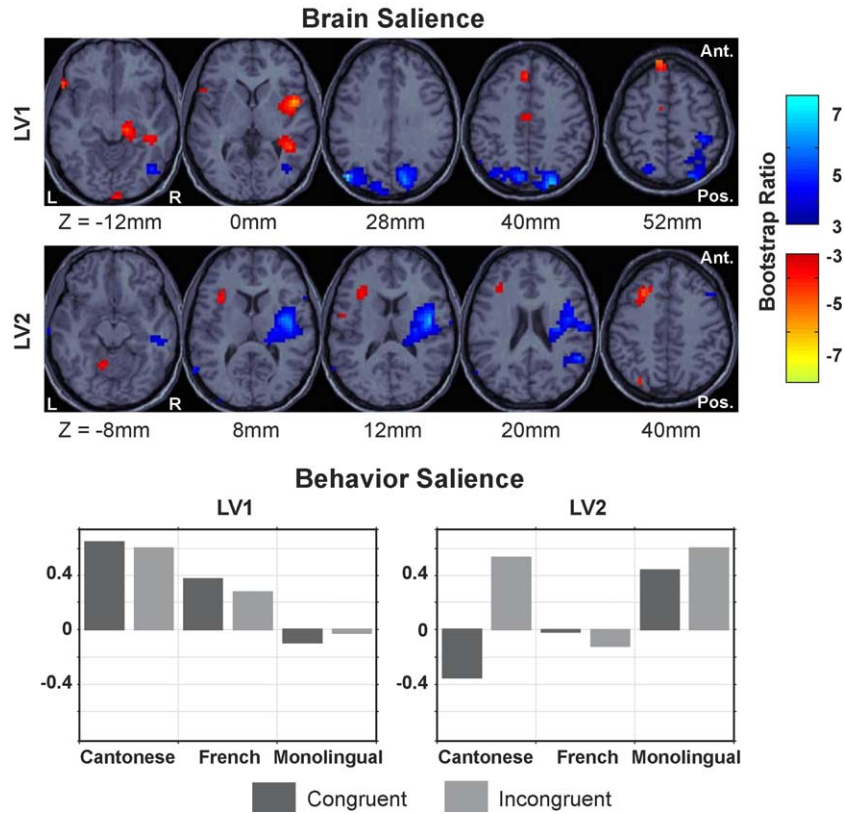 Brain Salience
Ant.
LV1
L R
Pos.
Z = -12mm 0mm 28mm 40mm 52mm
Ant.
LV2
L R
Pos.
Z = -8mm 8mm 12mm 20mm 40mm
7
5
3
-3
-5
-7
Bootstrap Ratio
Behavior Salience
LV1 LV2
0.4 0.4
0 0
-0.4 -0.4
Cantonese French Monolingual Cantonese French Monolingual
Congruent Incongruent